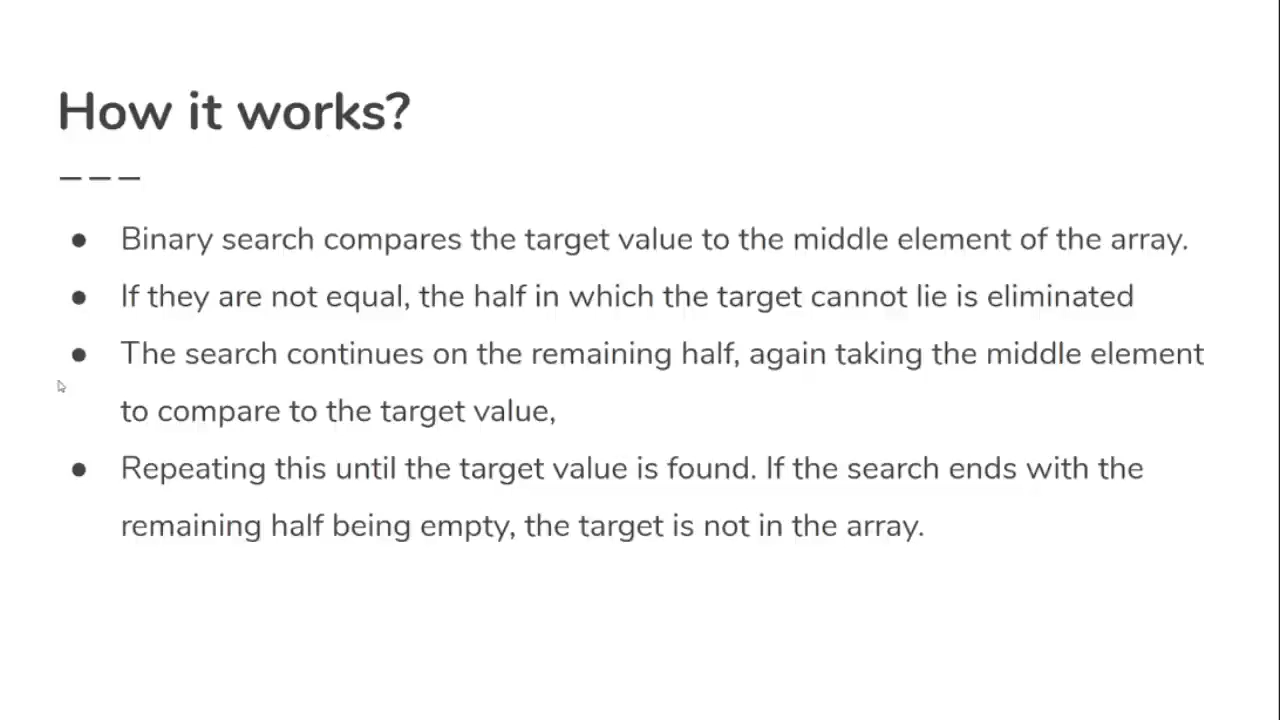 How it works?
● Binary search compares the target value to the middle element of the array.
● If they are not equal, the half in which the target cannot lie is eliminated
● The search continues on the remaining half, again taking the middle element
to compare to the target value,
● Repeating this until the target value is found. If the search ends with the
remaining half being empty, the target is not in the array.